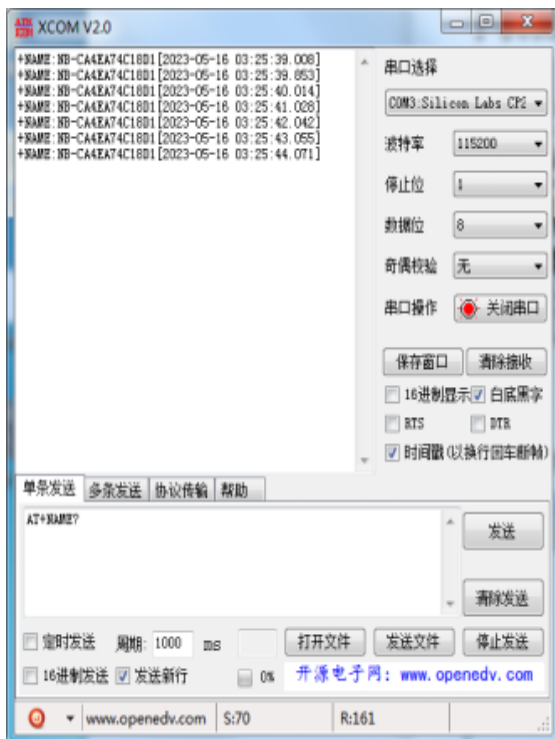 XCOM V2.0
+NAME:NB-CA4EA74C18D1[2023-05-16 03:25:39.008]
+NAME:NB-CA4EA74C18D1[2023-05-16 03:25:39.853]
+NAME:NB-CA4EA74C18D1[2023-05-16 03:25:40.014]
+NAME:NB-CA4EA74C18D1[2023-05-16 03:25:41.028]
+NAME:NB-CA4EA74C18D1[2023-05-16 03:25:42.042]
+NAME:NB-CA4EA74C18D1[2023-05-16 03:25:43.055]
+NAME:NB-CA4EA74C18D1[2023-05-16 03:25:44.071]
串口选择
COM3:Silicon Labs CP2
波特率 115200
停止位 1
数据位 8
奇偶校验 无
串口操作 关闭串口
保存窗口 清除接收
16进制显示 白底黑字
RTS DTR
时间戳(以换行回车断帧)
单条发送 多条发送 协议传输 帮助
AT+NAME?
发送
清除发送
定时发送 周期: 1000 ms 打开文件 发送文件 停止发送
16进制发送 发送新行 0% 开源电子网: www.openedv.com
www.openedv.com S:70 R:161